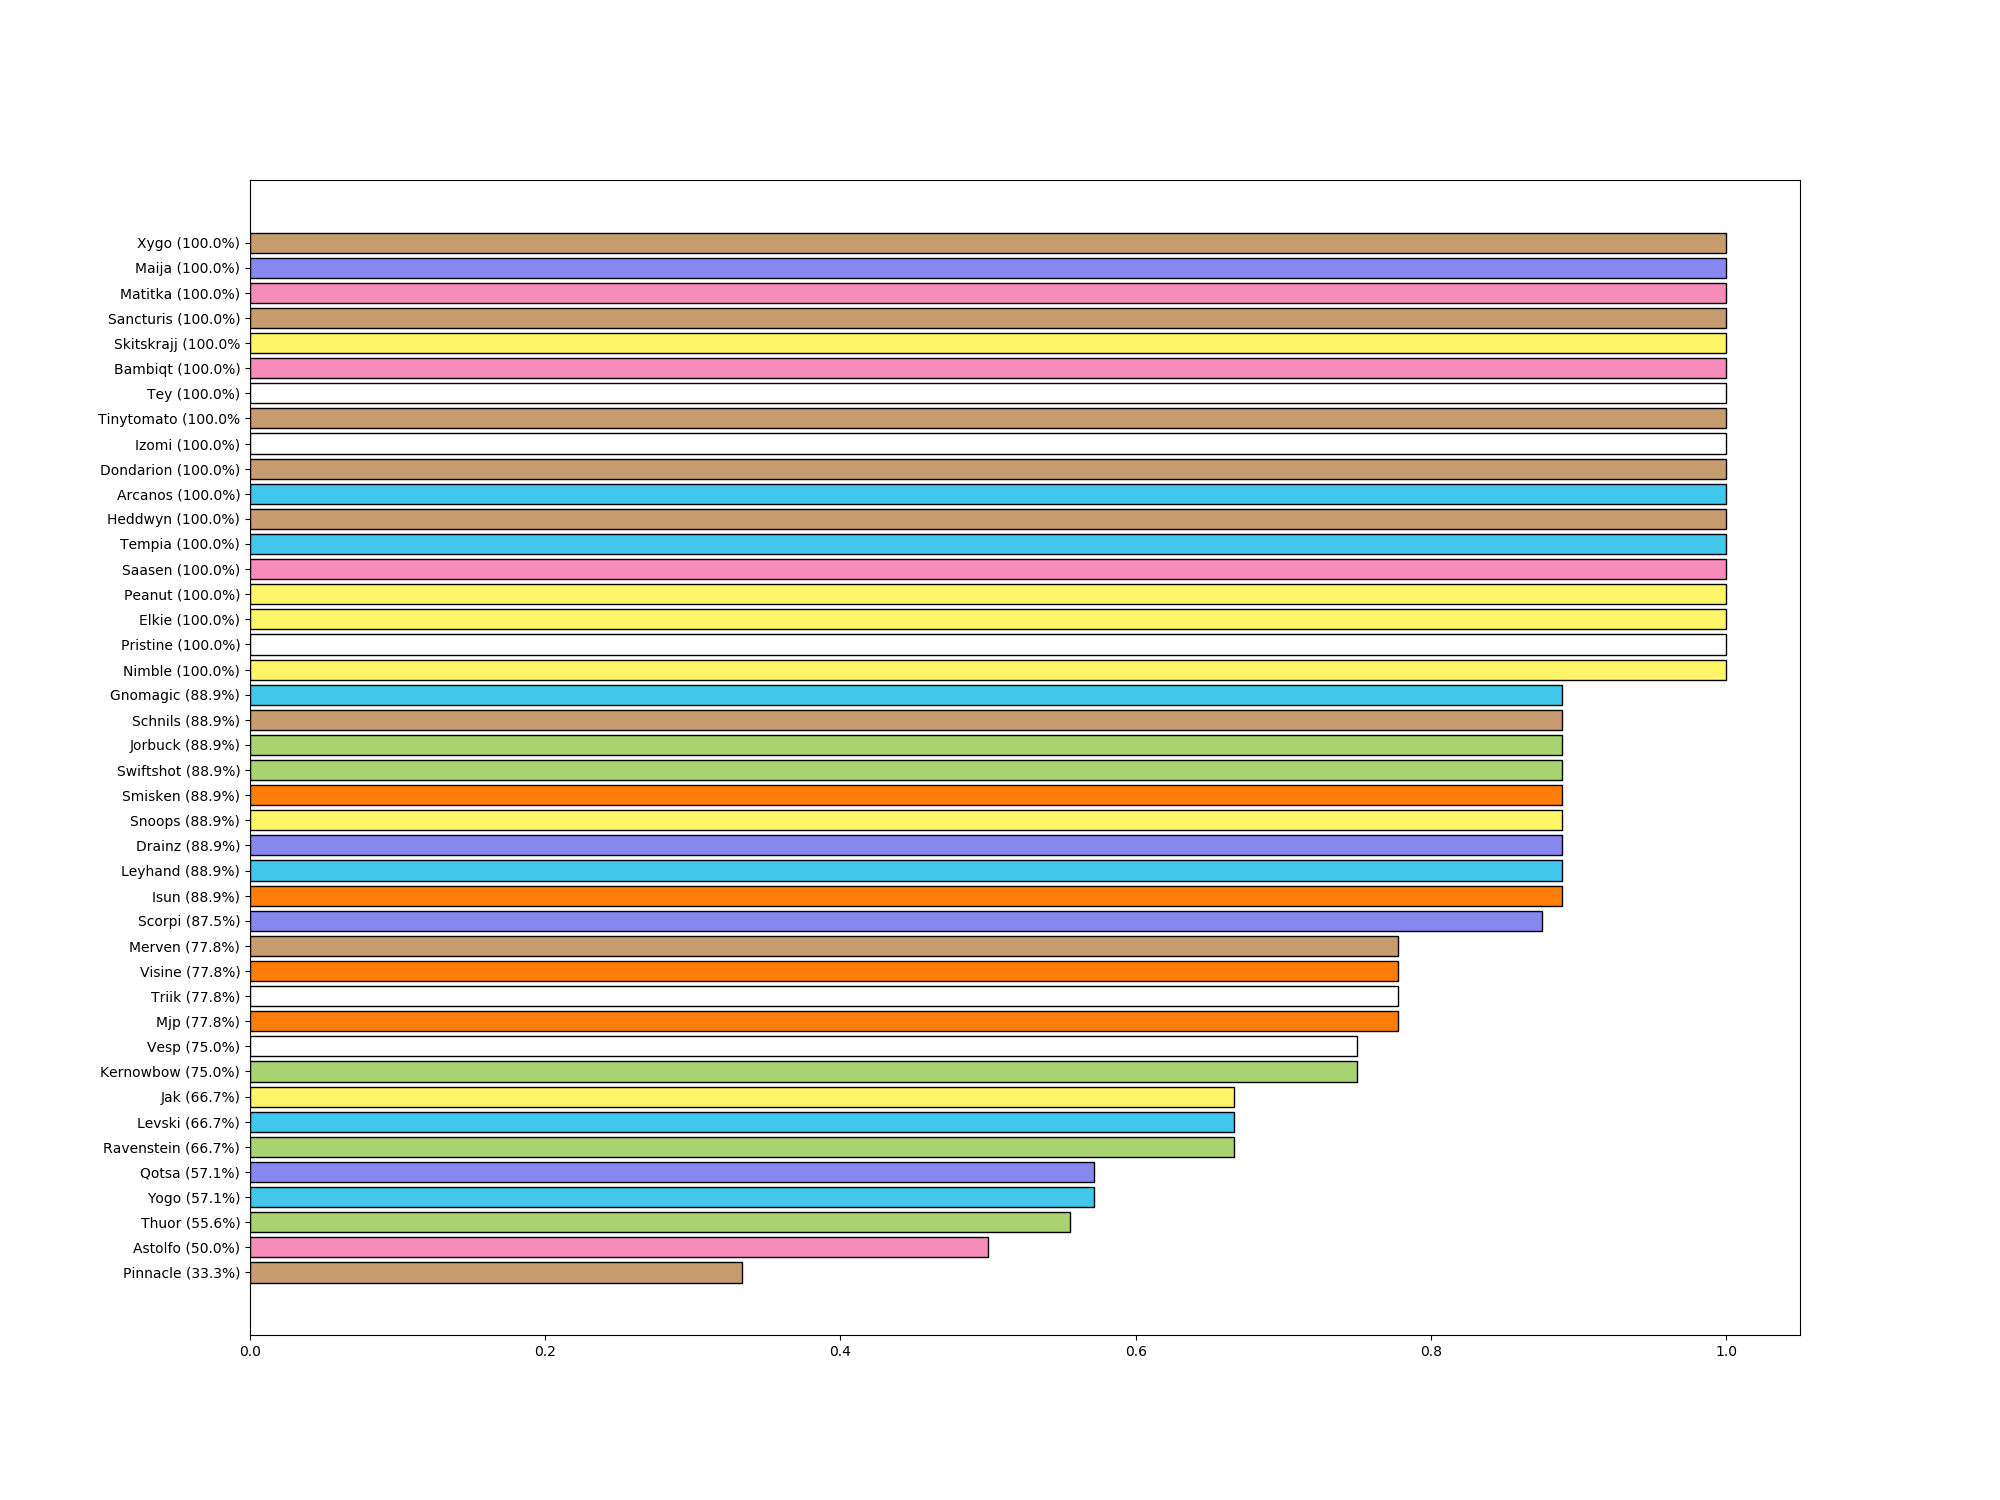 Xygo (100.0%)
Maija (100.0%)
Matitka (100.0%)
Sancturis (100.0%)
Skitskrajj (100.0%
Bambiqt (100.0%)
Tey (100.0%)
Tinytomato (100.0%
Izomi (100.0%)
Dondarion (100.0%)
Arcanos (100.0%)
Heddwyn (100.0%)
Tempia (100.0%)
Saasen (100.0%)
Peanut (100.0%)
Elkie (100.0%)
Pristine (100.0%)
Nimble (100.0%)
Gnomagic (88.9%)
Schnils (88.9%)
Jorbuck (88.9%)
Swiftshot (88.9%)
Smisken (88.9%)
Snoops (88.9%)
Drainz (88.9%)
Leyhand (88.9%)
Isun (88.9%)
Scorpi (87.5%)
Merven (77.8%)
Visine (77.8%)
Triik (77.8%)
Mjp (77.8%)
Vesp (75.0%)
Kernowbow (75.0%)
Jak (66.7%)
Levski (66.7%)
Ravenstein (66.7%)
Qotsa (57.1%)
Yogo (57.1%)
Thuor (55.6%)
Astolfo (50.0%)
Pinnacle (33.3%)
0.0 0.2 0.4 0.6 0.8 1.0